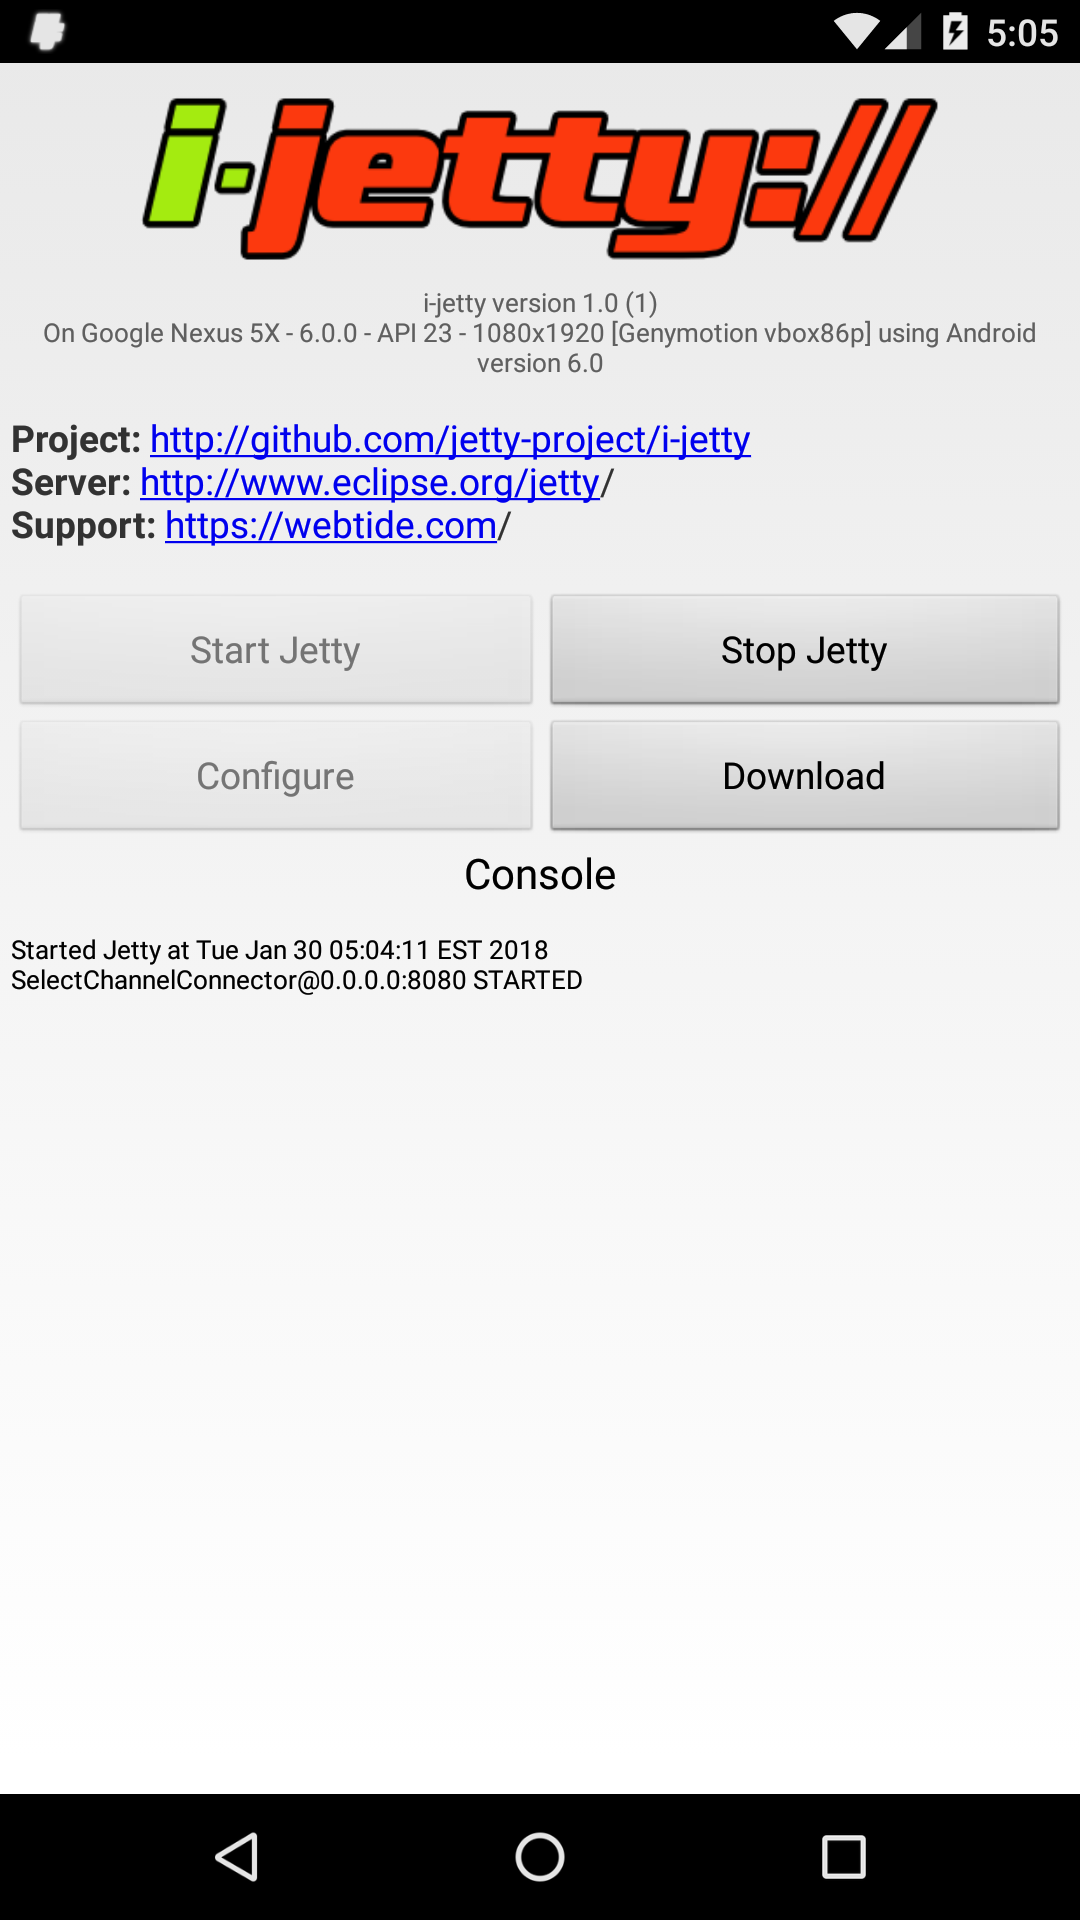 5:05
i-jetty://
i-jetty version 1.0 (1)
On Google Nexus 5X - 6.0.0 - API 23 - 1080x1920 [Genymotion vbox86p] using Android
version 6.0
Project: http://github.com/jetty-project/i-jetty
Server: http://www.eclipse.org/jetty/
Support: https://webtide.com/
Start Jetty
Stop Jetty
Configure
Download
Console
Started Jetty at Tue Jan 30 05:04:11 EST 2018
SelectChannelConnector@0.0.0.0:8080 STARTED